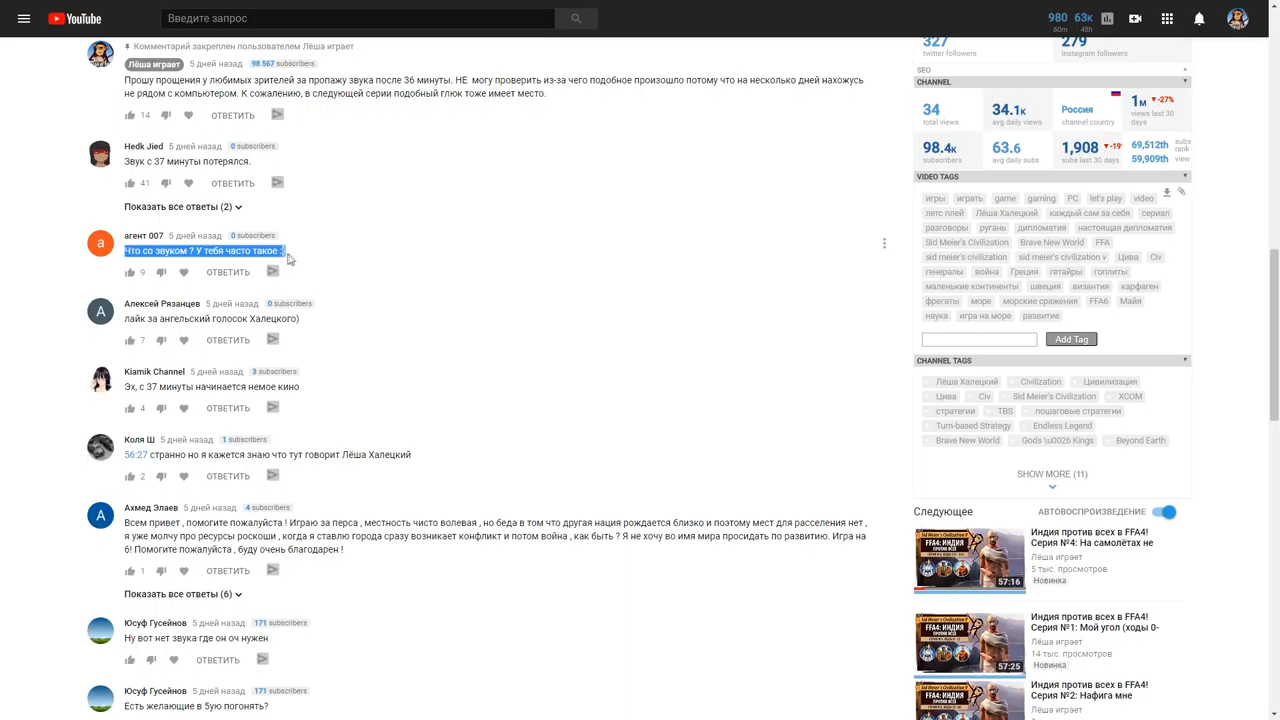 YouTube
Введите запрос
980 63k
60m 48h
Комментарий закреплен пользователем Лёша играет
Лёша играет 5 дней назад 98 567 subscribers
Прошу прощения у любимых зрителей за пропажу звука после 36 минуты. НЕ могу проверить из-за чего подобное произошло потому что на несколько дней нахожусь
не рядом с компьютером. К сожалению, в следующей серии подобный глюк тоже имеет место.
14 ОТВЕТИТЬ
Hedk Jied 5 дней назад 0 subscribers
Звук с 37 минуты потерялся.
41 ОТВЕТИТЬ
Показать все ответы (2)
a
агент 007 5 дней назад 0 subscribers
Что со звуком ? У тебя часто такое :(
9 ОТВЕТИТЬ
А
Алексей Рязанцев 5 дней назад 0 subscribers
лайк за ангельский голосок Халецкого)
7 ОТВЕТИТЬ
Kiamik Channel 5 дней назад 3 subscribers
Эх, с 37 минуты начинается немое кино
4 ОТВЕТИТЬ
Коля Ш 5 дней назад 1 subscribers
56:27 странно но я кажется знаю что тут говорит Лёша Халецкий
2 ОТВЕТИТЬ
А
Ахмед Элаев 5 дней назад 4 subscribers
Всем привет , помогите пожалуйста ! Играю за перса , местность чисто волевая , но беда в том что другая нация рождается близко и поэтому мест для расселения нет ,
я уже молчу про ресурсы роскоши , когда я ставлю города сразу возникает конфликт и потом война , как быть ? Я не хочу во имя мира просидать по развитию. Игра на
6! Помогите пожалуйста , буду очень благодарен !
1 ОТВЕТИТЬ
Показать все ответы (6)
Юсуф Гусейнов 5 дней назад 171 subscribers
Ну вот нет звука где он оч нужен
ОТВЕТИТЬ
Юсуф Гусейнов 5 дней назад 171 subscribers
Есть желающие в 5ую погонять?
327 279
twitter followers instagram followers
SEO
CHANNEL
34 34.1K Россия 1M ▼-27%
total views avg daily views channel country views last 30
days
98.4k 63.6 1,908 ▼-19 69,512th subs
rank
59,909th view
subscribers avg daily subs subs last 30 days
VIDEO TAGS
игры играть game gaming PC let's play video
летс плей Лёша Халецкий каждый сам за себя сериал
разговоры ругань дипломатия настоящая дипломатия
Sid Meier's Civilization Brave New World FFA
sid meier's civilization sid meier's civilization v Цива Civ
генералы война Греция гетайры гоплиты
маленькие континенты швеция византия карфаген
фрегаты море морские сражения FFA6 Майя
наука игра на море развитие
Add Tag
CHANNEL TAGS
Лёша Халецкий Civilization Цивилизация
Цива Civ Sid Meier's Civilization XCOM
стратегии TBS пошаговые стратегии
Turn-based Strategy Endless Legend
Brave New World Gods \u0026 Kings Beyond Earth
SHOW MORE (11)
Следующее АВТОВОСПРОИЗВЕДЕНИЕ
FFA4: ИНДИЯ
ПРОТИВ
ВСЕХ
57:16
Индия против всех в FFA4!
Серия №4: На самолётах не
Лёша играет
5 тыс. просмотров
Новинка
FFA4: ИНДИЯ
ПРОТИВ
ВСЕХ
57:25
Индия против всех в FFA4!
Серия №1: Мой угол (ходы 0-
Лёша играет
14 тыс. просмотров
Новинка
FFA4: ИНДИЯ
ПРОТИВ
Индия против всех в FFA4!
Серия №2: Нафига мне
Лёша играет